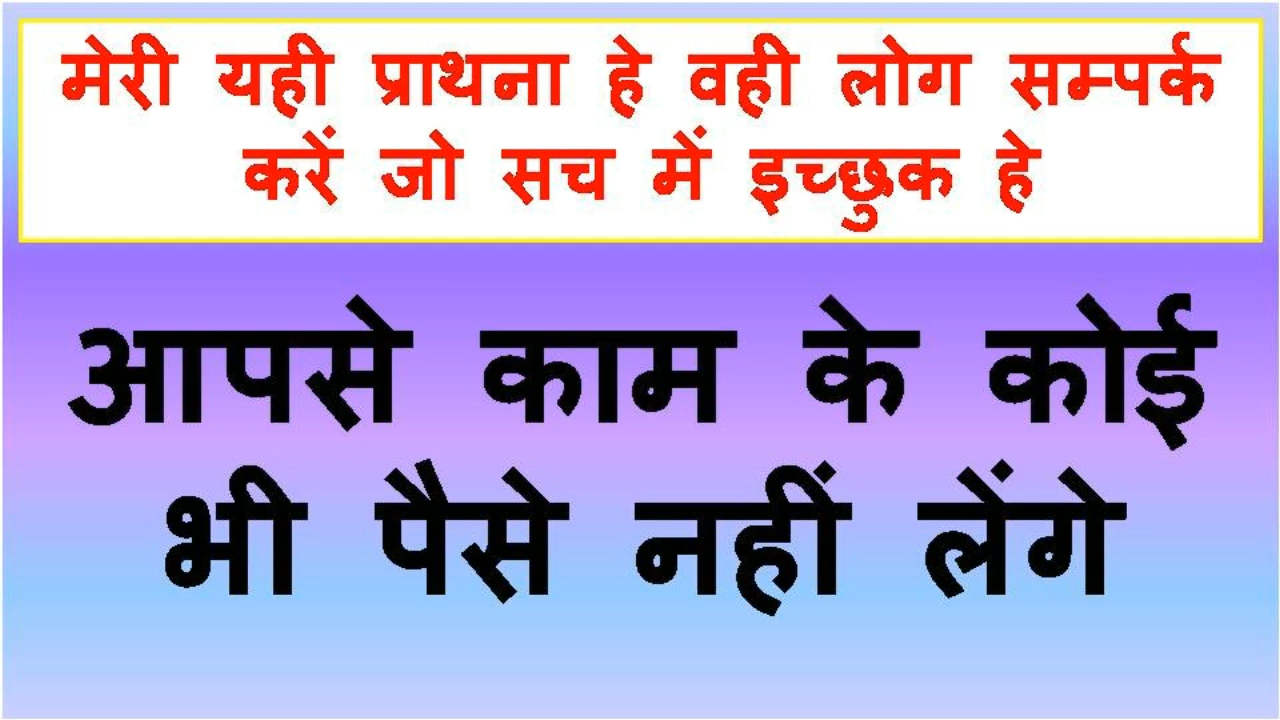 मेरी यही प्राथना हे वही लोग सम्पर्क
करें जो सच में इच्छुक हे
आपसे काम के कोई
भी पैसे नहीं लेंगे